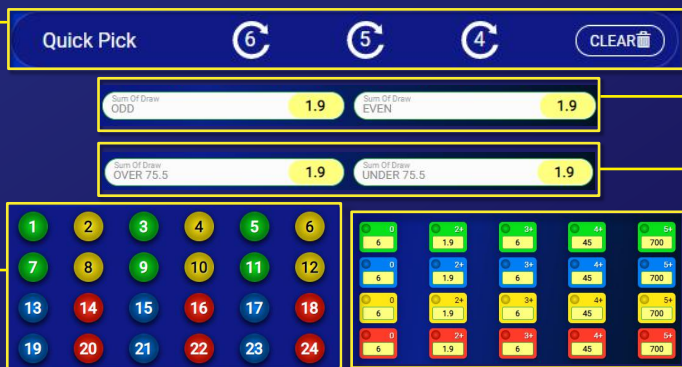 Quick Pick 6 5 4 CLEAR
Sum Of Draw Sum Of Draw
ODD 1.9 EVEN 1.9
Sum Of Draw Sum Of Draw
OVER 75.5 1.9 UNDER 75.5 1.9
1 2 3 4 5 6
7 8 9 10 11 12
13 14 15 16 17 18
19 20 21 22 23 24
0 2+ 3+ 4+ 5+
6 1.9 6 45 700
0 2+ 3+ 4+ 5+
6 1.9 6 45 700
0 2+ 3+ 4+ 5+
6 1.9 6 45 700
0 2+ 3+ 4+ 5+
6 1.9 6 45 700